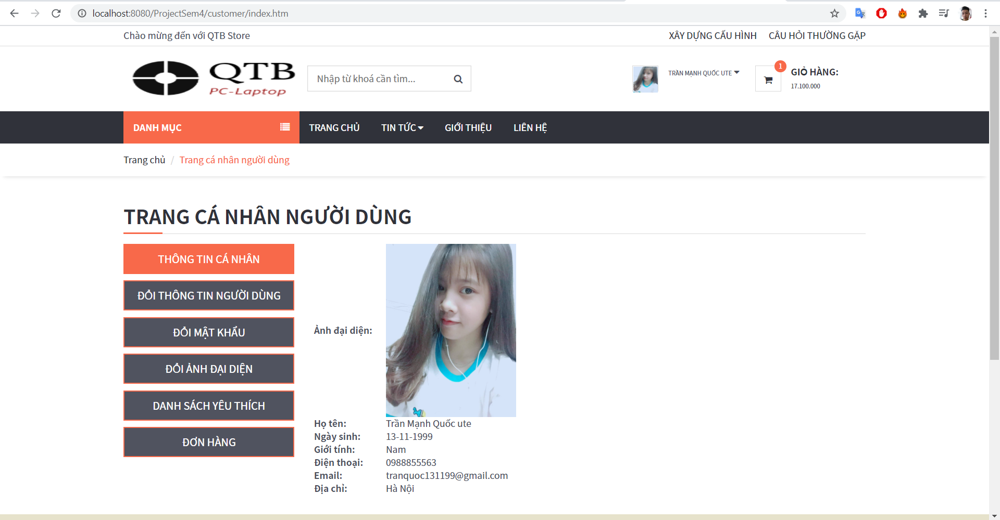 localhost:8080/ProjectSem4/customer/index.htm
Chào mừng đến với QTB Store
XÂY DỰNG CẤU HÌNH CÂU HỎI THƯỜNG GẶP
QTB
PC-Laptop
Nhập từ khoá cần tìm...
TRẦN MẠNH QUỐC UTE
1
GIỎ HÀNG:
17.100.000
DANH MỤC
TRANG CHỦ TIN TỨC GIỚI THIỆU LIÊN HỆ
Trang chủ / Trang cá nhân người dùng
TRANG CÁ NHÂN NGƯỜI DÙNG
THÔNG TIN CÁ NHÂN
ĐỔI THÔNG TIN NGƯỜI DÙNG
ĐỔI MẬT KHẨU
ĐỔI ẢNH ĐẠI DIỆN
DANH SÁCH YÊU THÍCH
ĐƠN HÀNG
Ảnh đại diện:
Họ tên: Trần Mạnh Quốc ute
Ngày sinh: 13-11-1999
Giới tính: Nam
Điện thoại: 0988855563
Email: tranquoc131199@gmail.com
Địa chỉ: Hà Nội